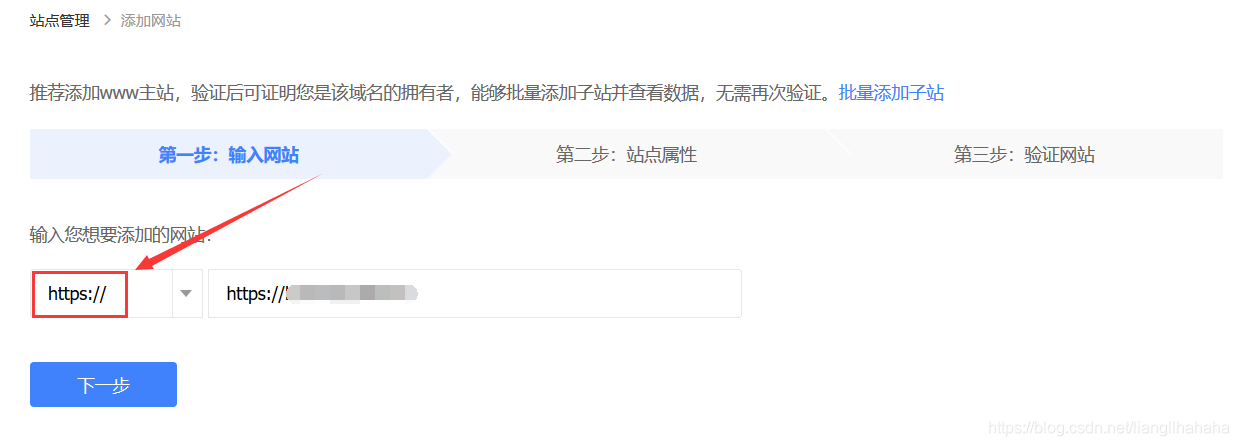 站点管理 > 添加网站
推荐添加www主站，验证后可证明您是该域名的拥有者，能够批量添加子站并查看数据，无需再次验证。批量添加子站
第一步：输入网站 第二步：站点属性 第三步：验证网站
输入您想要添加的网站：
https:// https://
下一步
https://blog.csdn.net/lianglihahaha